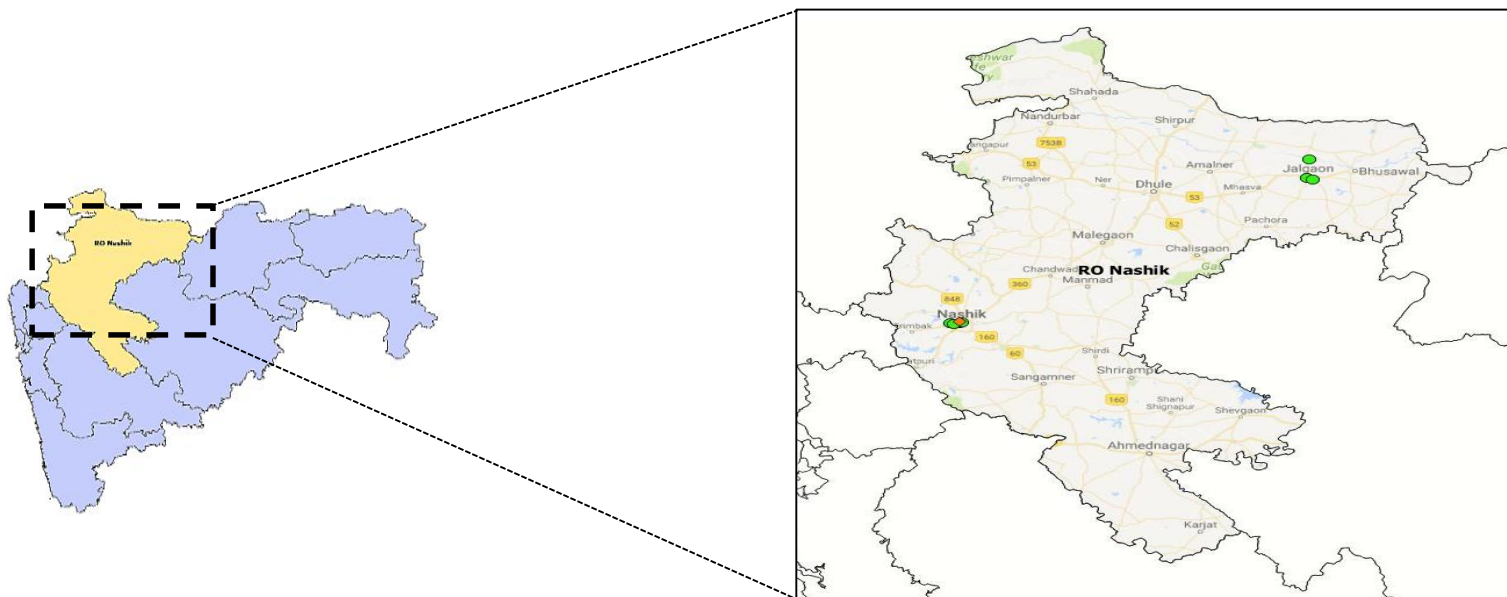 RO Nashik
Shahada
Nandurbar
Shirpur
7538
53
Amalner
Jalgaon
Bhusawal
Pimpalner
Ner
Dhule
Mhasva
53
Pachora
52
Malegaon
Chalisgaon
RO Nashik
Chandwad
Manmad
360
848
Nashik
160
60
Shirdi
Sangamner
160
Shani
Shignapur
Shevgaon
Ahmednagar
Karjat